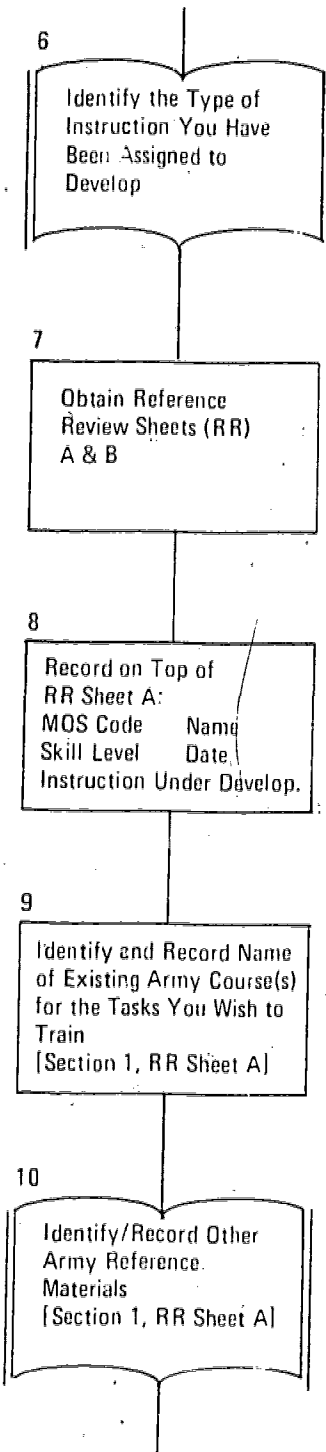 6
Identify the Type of
Instruction You Have
Been Assigned to
Develop
7
Obtain Reference
Review Sheets (RR)
A & B
8
Record on Top of
RR Sheet A:
MOS Code Name
Skill Level Date
Instruction Under Develop.
9
Identify and Record Name
of Existing Army Course(s)
for the Tasks You Wish to
Train
[Section 1, RR Sheet A]
10
Identify/Record Other
Army Reference
Materials
[Section 1, RR Sheet A]